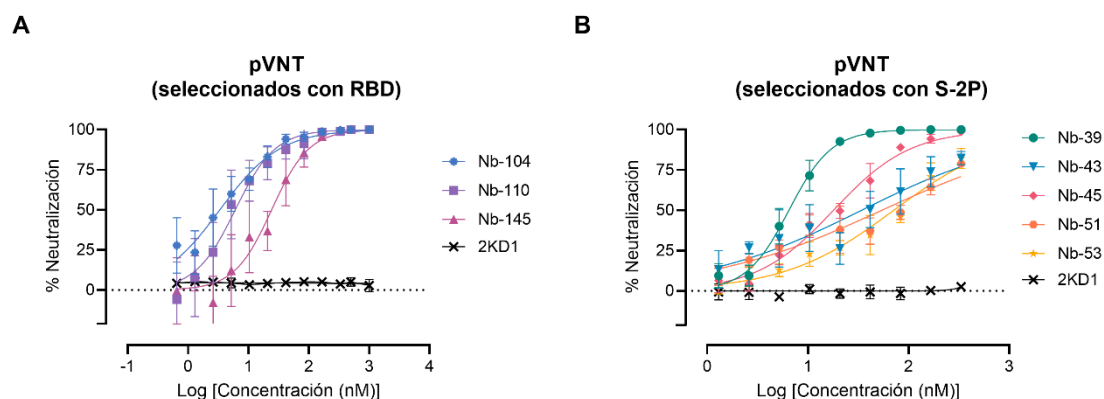 A
pVNT
(seleccionados con RBD)
% Neutralización
100
75
50
25
0
-1
0
1
2
3
4
Log [Concentración (nM)]
Nb-104
Nb-110
Nb-145
2KD1
B
pVNT
(seleccionados con S-2P)
% Neutralización
100
75
50
25
0
0
1
2
3
Log [Concentración (nM)]
Nb-39
Nb-43
Nb-45
Nb-51
Nb-53
2KD1